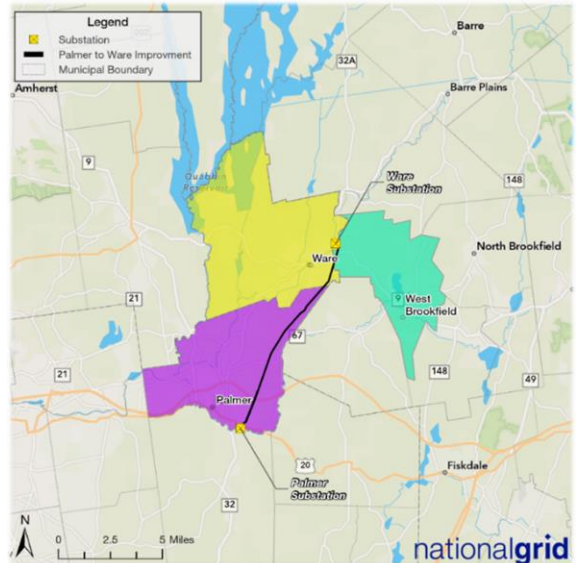 Legend
Substation
Palmer to Ware Improvment
Municipal Boundary
Barre
32A
Amherst
Barre Plains
9
Quabbin
Reservoir
Ware
Substation
148
Ware
North Brookfield
21
9
West
Brookfield
67
21
148
49
Palmer
20
Palmer
Substation
Fiskdale
32
N
0
2.5
5 Miles
nationalgrid